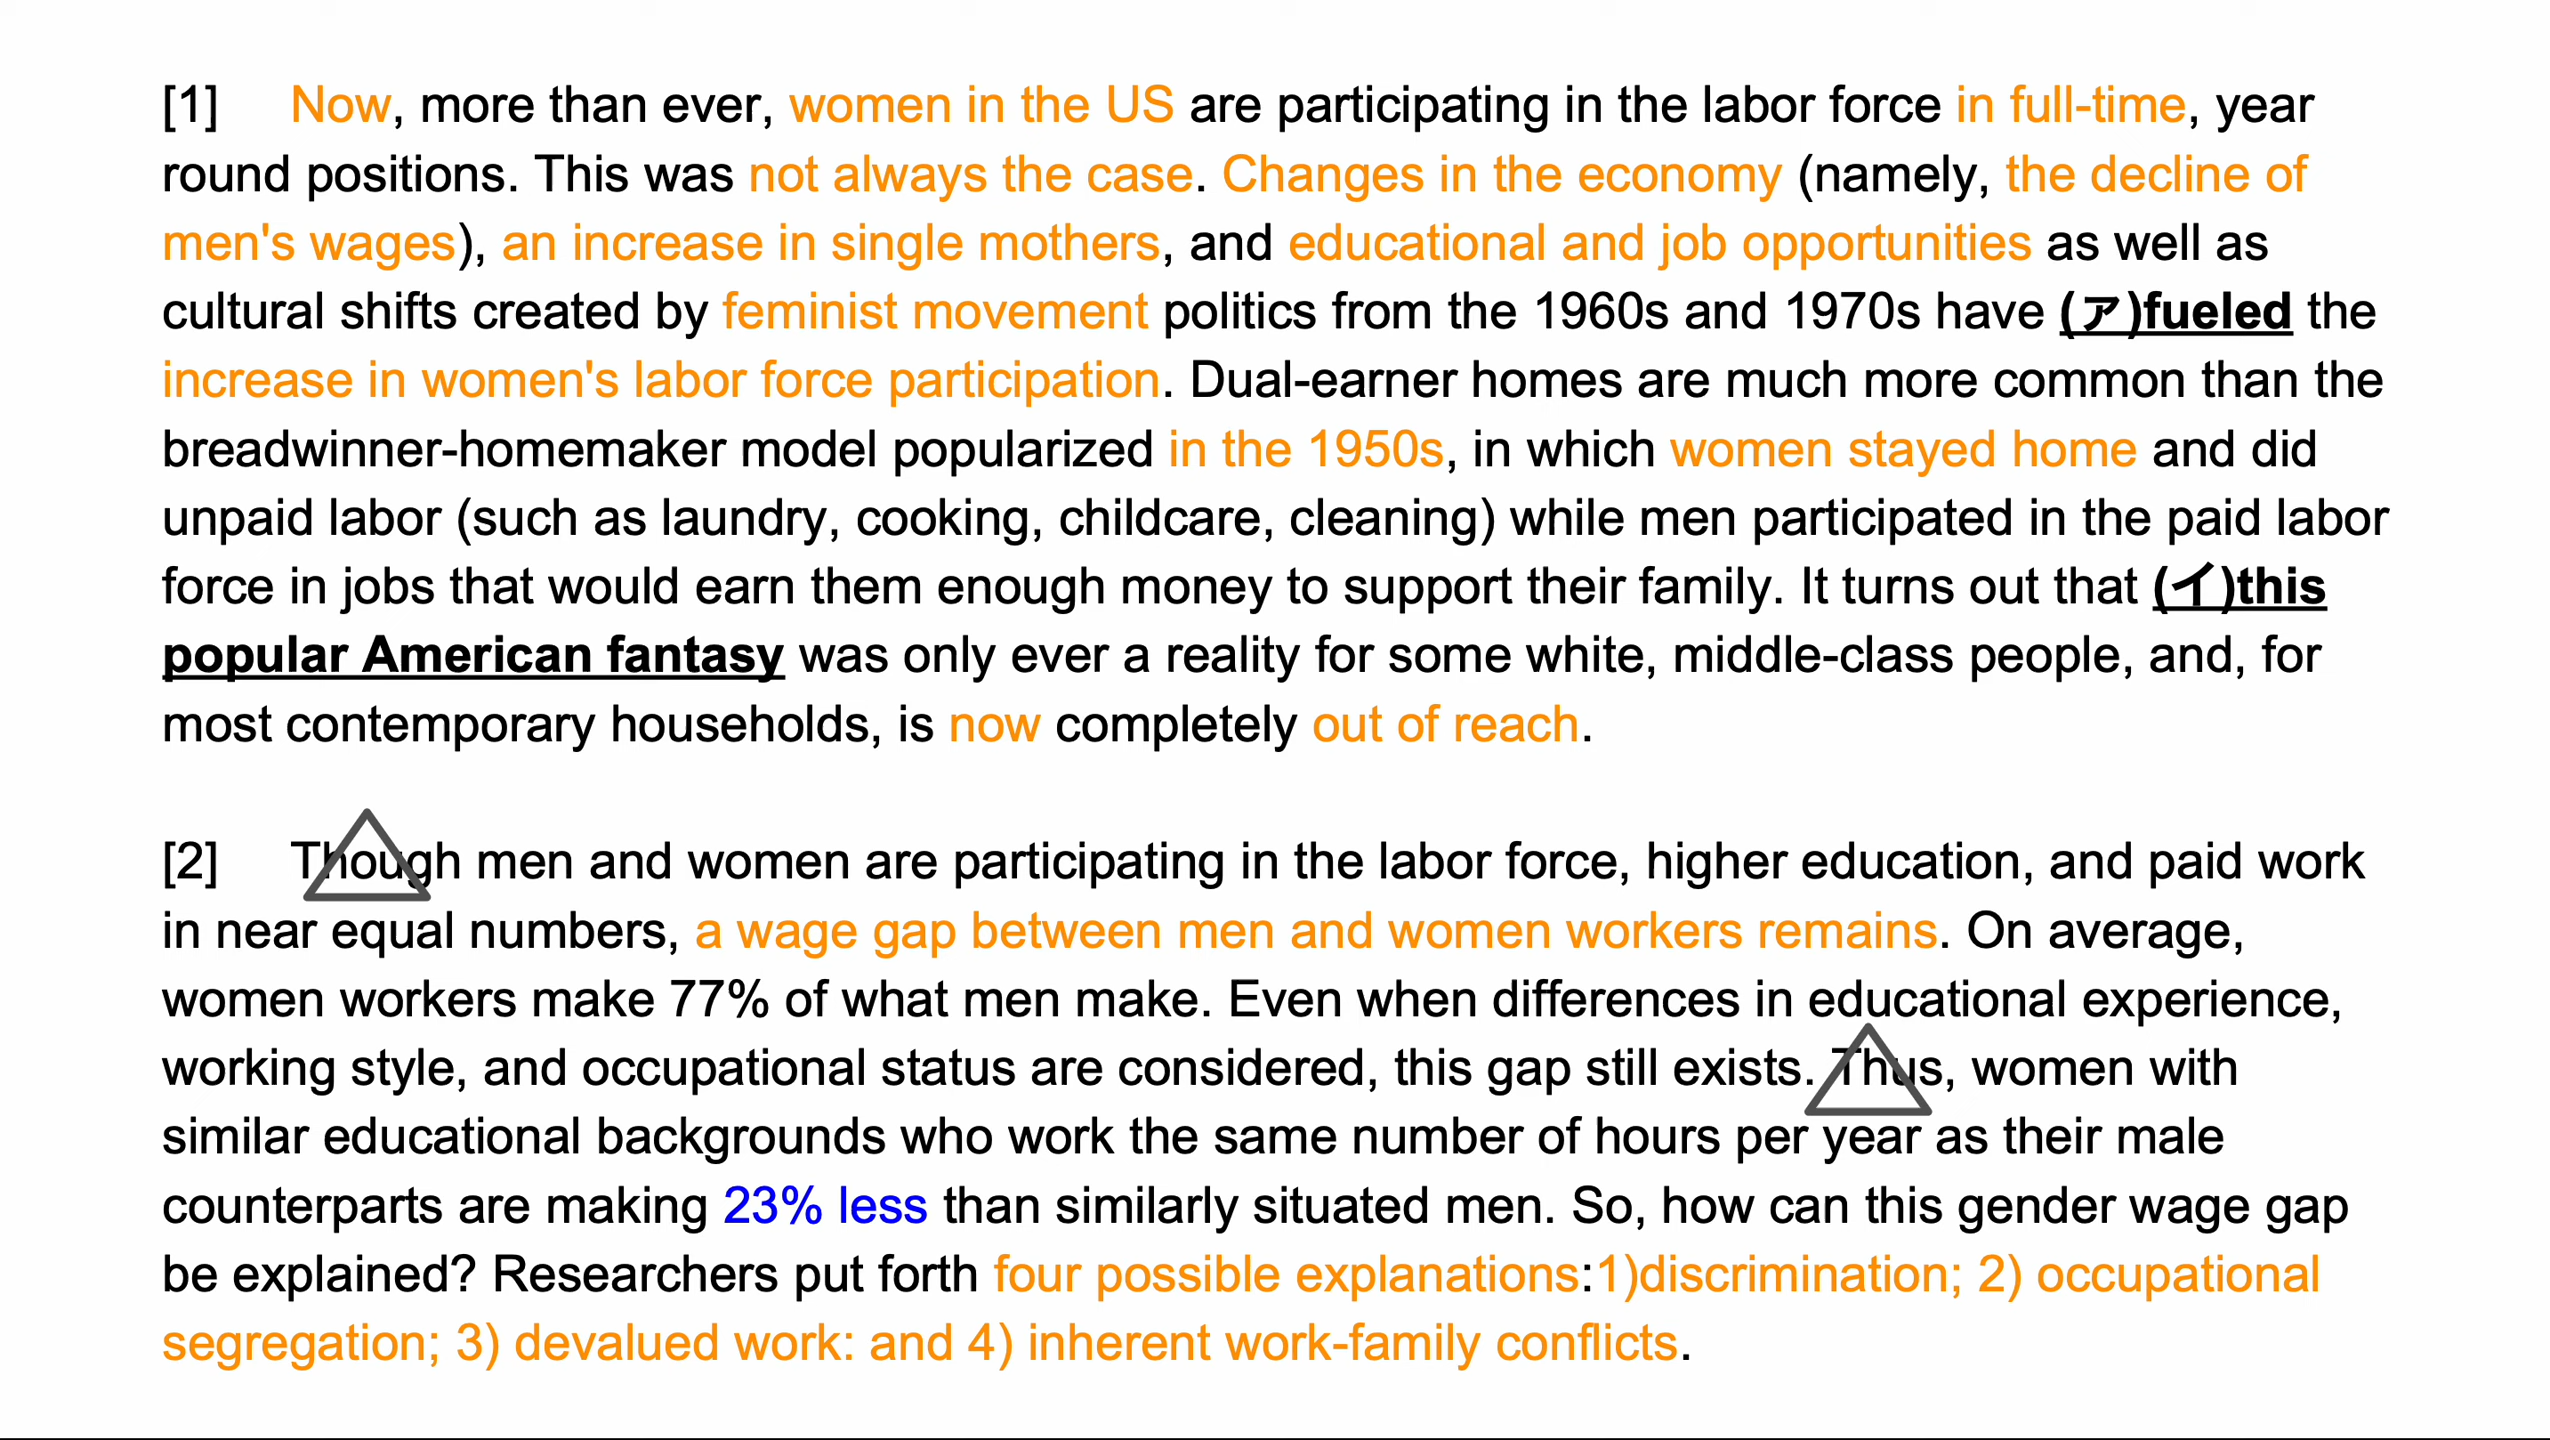 [1] Now, more than ever, women in the US are participating in the labor force in full-time, year
round positions. This was not always the case. Changes in the economy (namely, the decline of
men's wages), an increase in single mothers, and educational and job opportunities as well as
cultural shifts created by feminist movement politics from the 1960s and 1970s have (ア)fueled the
increase in women's labor force participation. Dual-earner homes are much more common than the
breadwinner-homemaker model popularized in the 1950s, in which women stayed home and did
unpaid labor (such as laundry, cooking, childcare, cleaning) while men participated in the paid labor
force in jobs that would earn them enough money to support their family. It turns out that (イ)this
popular American fantasy was only ever a reality for some white, middle-class people, and, for
most contemporary households, is now completely out of reach.
[2] Though men and women are participating in the labor force, higher education, and paid work
in near equal numbers, a wage gap between men and women workers remains. On average,
women workers make 77% of what men make. Even when differences in educational experience,
working style, and occupational status are considered, this gap still exists. Thus, women with
similar educational backgrounds who work the same number of hours per year as their male
counterparts are making 23% less than similarly situated men. So, how can this gender wage gap
be explained? Researchers put forth four possible explanations:1)discrimination; 2) occupational
segregation; 3) devalued work: and 4) inherent work-family conflicts.